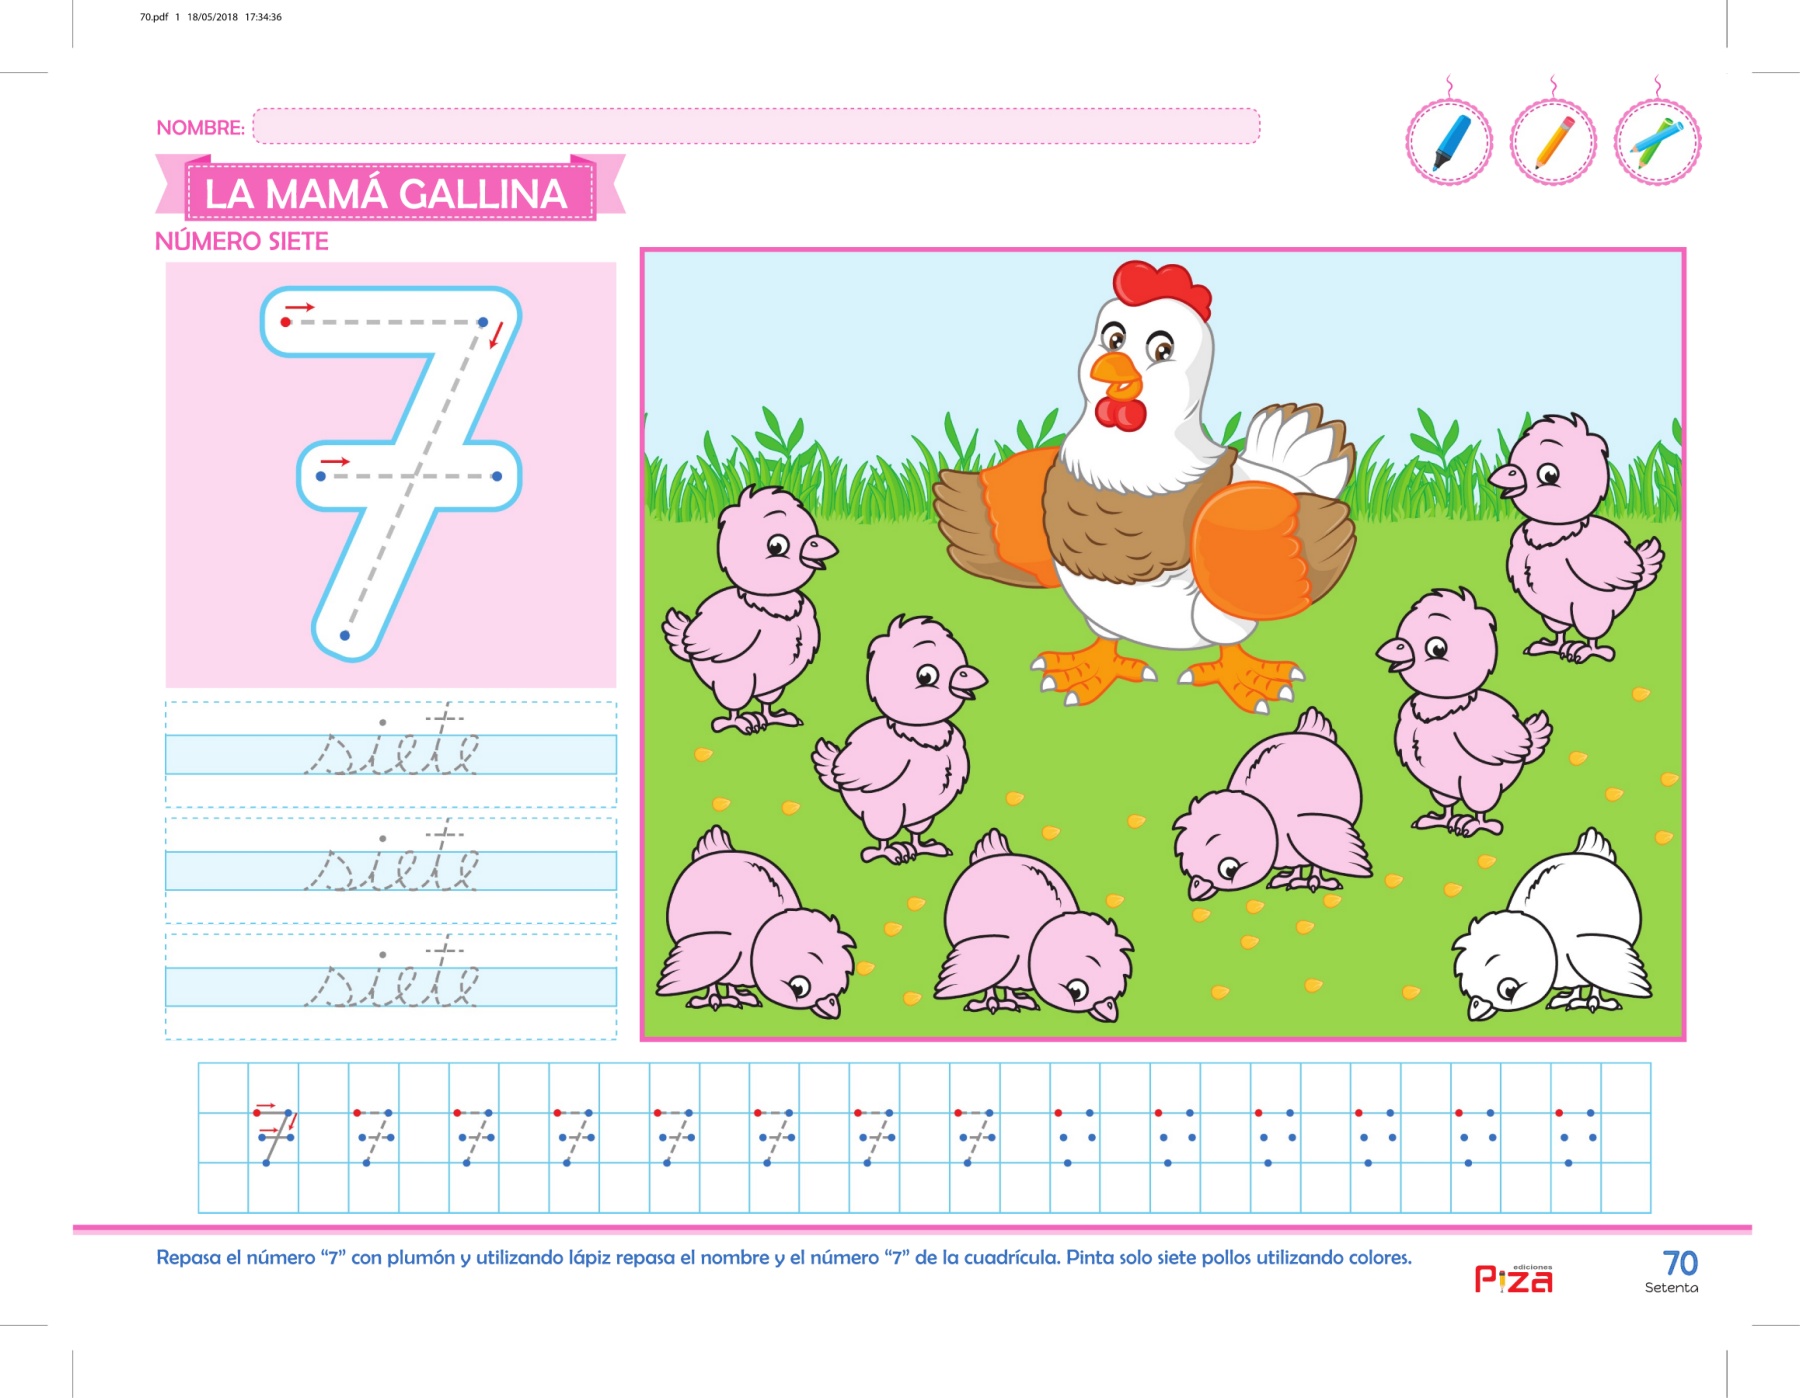 70.pdf 1 18/05/2018 17:34:36
NOMBRE:
LA MAMÁ GALLINA
NÚMERO SIETE
7
siete
siete
siete
7 7 7 7 7 7 7 7
Repasa el número “7” con plumón y utilizando lápiz repasa el nombre y el número “7” de la cuadrícula. Pinta solo siete pollos utilizando colores.
ediciones
Piza
70
Setenta